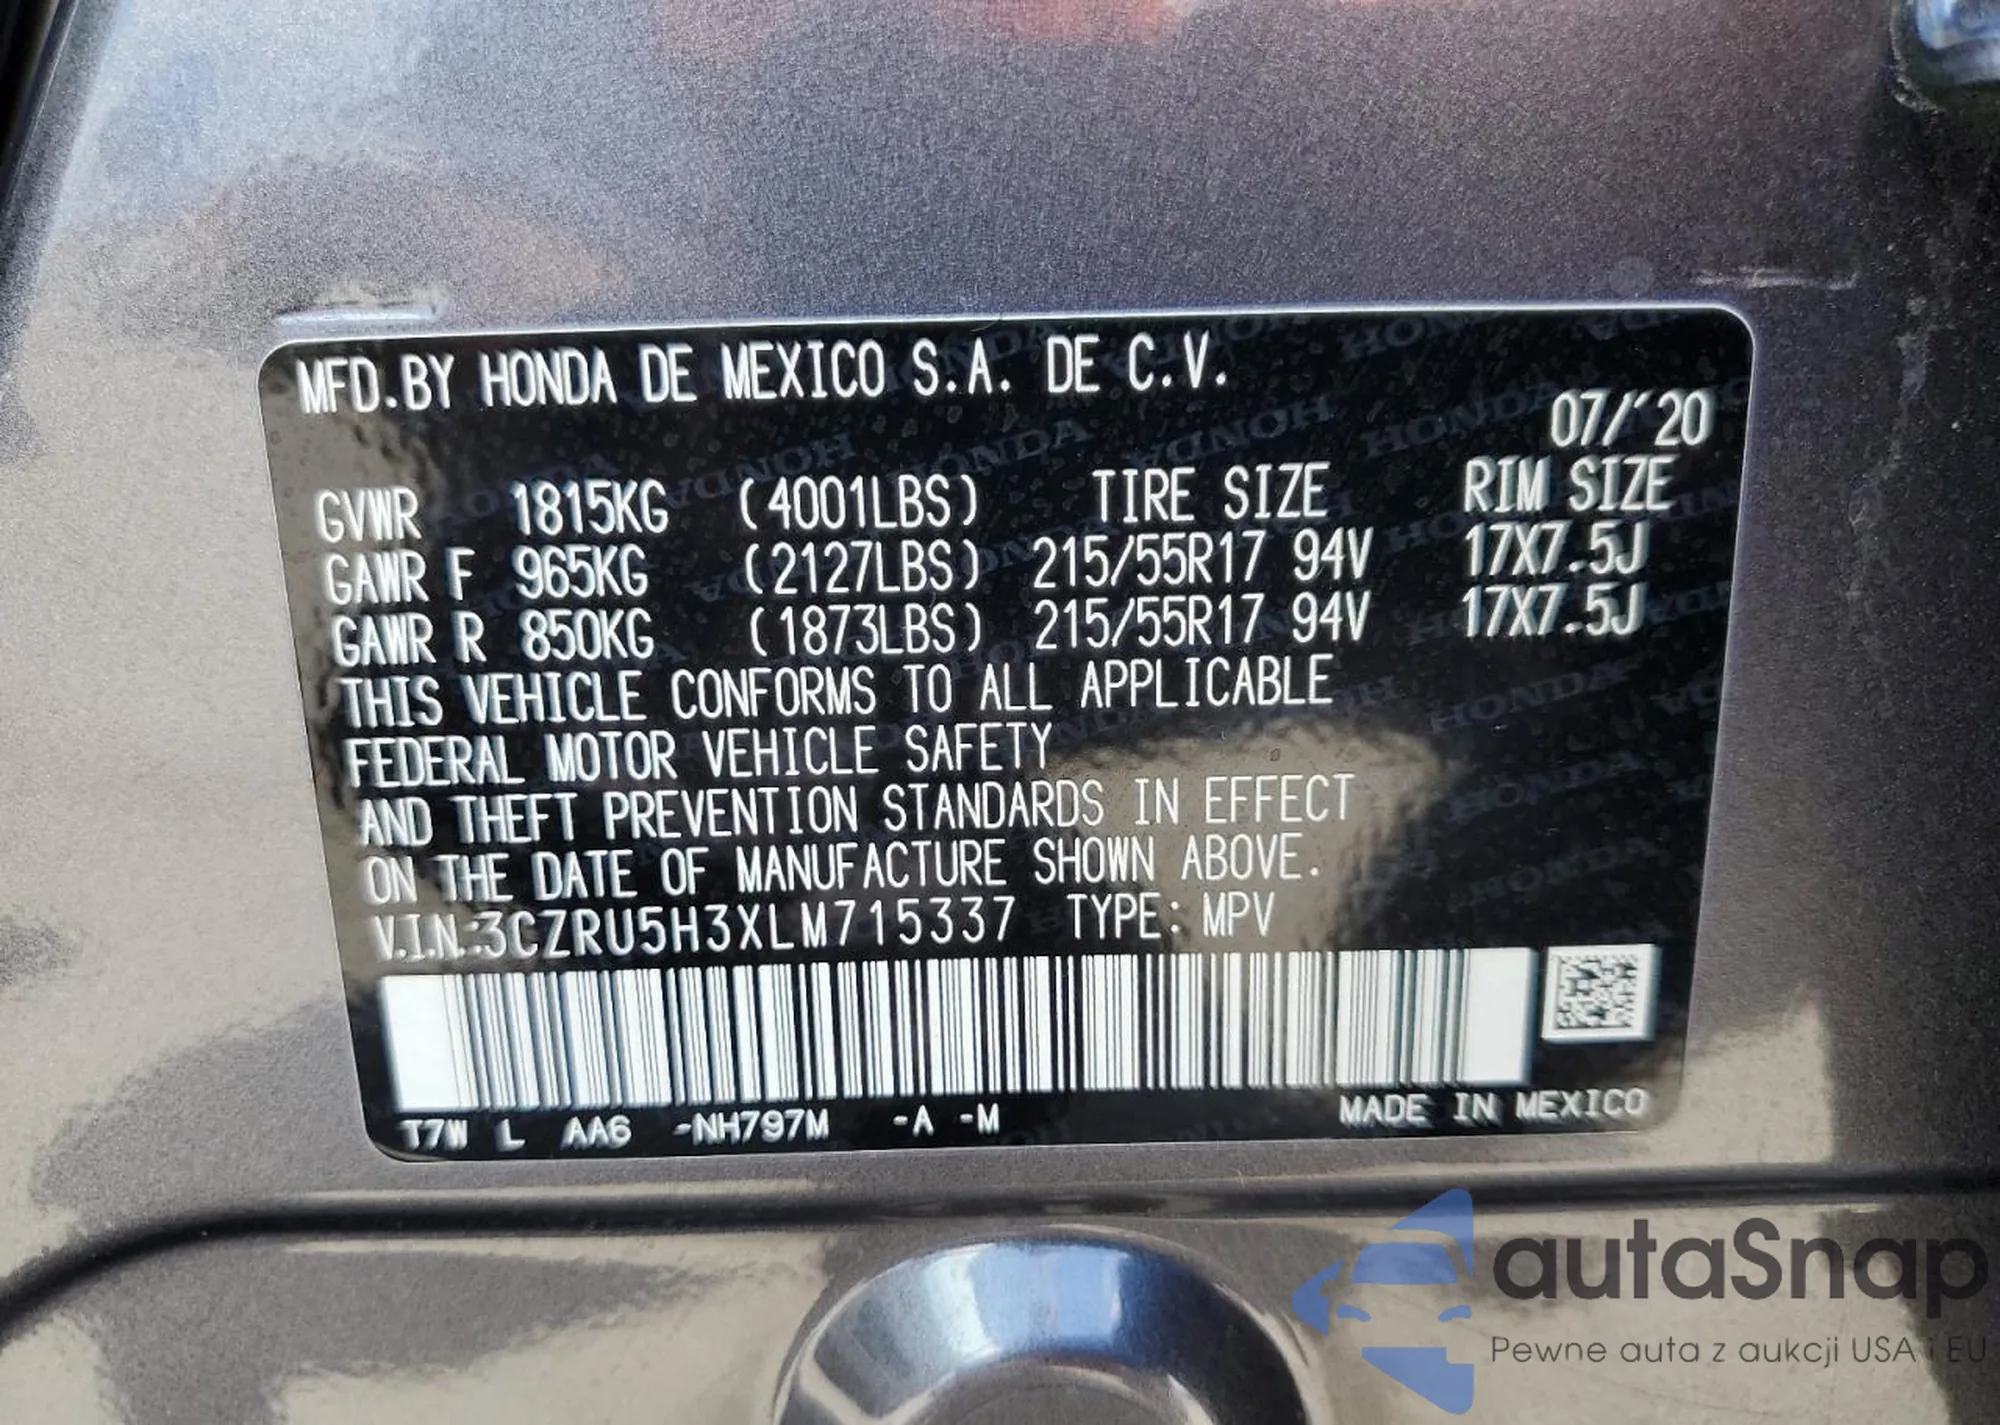 MFD.BY HONDA DE MEXICO S.A. DE C.V.
07/'20
GVWR 1815KG (4001LBS) TIRE SIZE RIM SIZE
GAWR F 965KG (2127LBS) 215/55R17 94V 17X7.5J
GAWR R 850KG (1873LBS) 215/55R17 94V 17X7.5J
THIS VEHICLE CONFORMS TO ALL APPLICABLE
FEDERAL MOTOR VEHICLE SAFETY
AND THEFT PREVENTION STANDARDS IN EFFECT
ON THE DATE OF MANUFACTURE SHOWN ABOVE.
V.I.N.:3CZRU5H3XLM715337 TYPE: MPV
T7W L AA6 -NH797M -A -M MADE IN MEXICO
autaSnap
Pewne auta z aukcji USA i EU